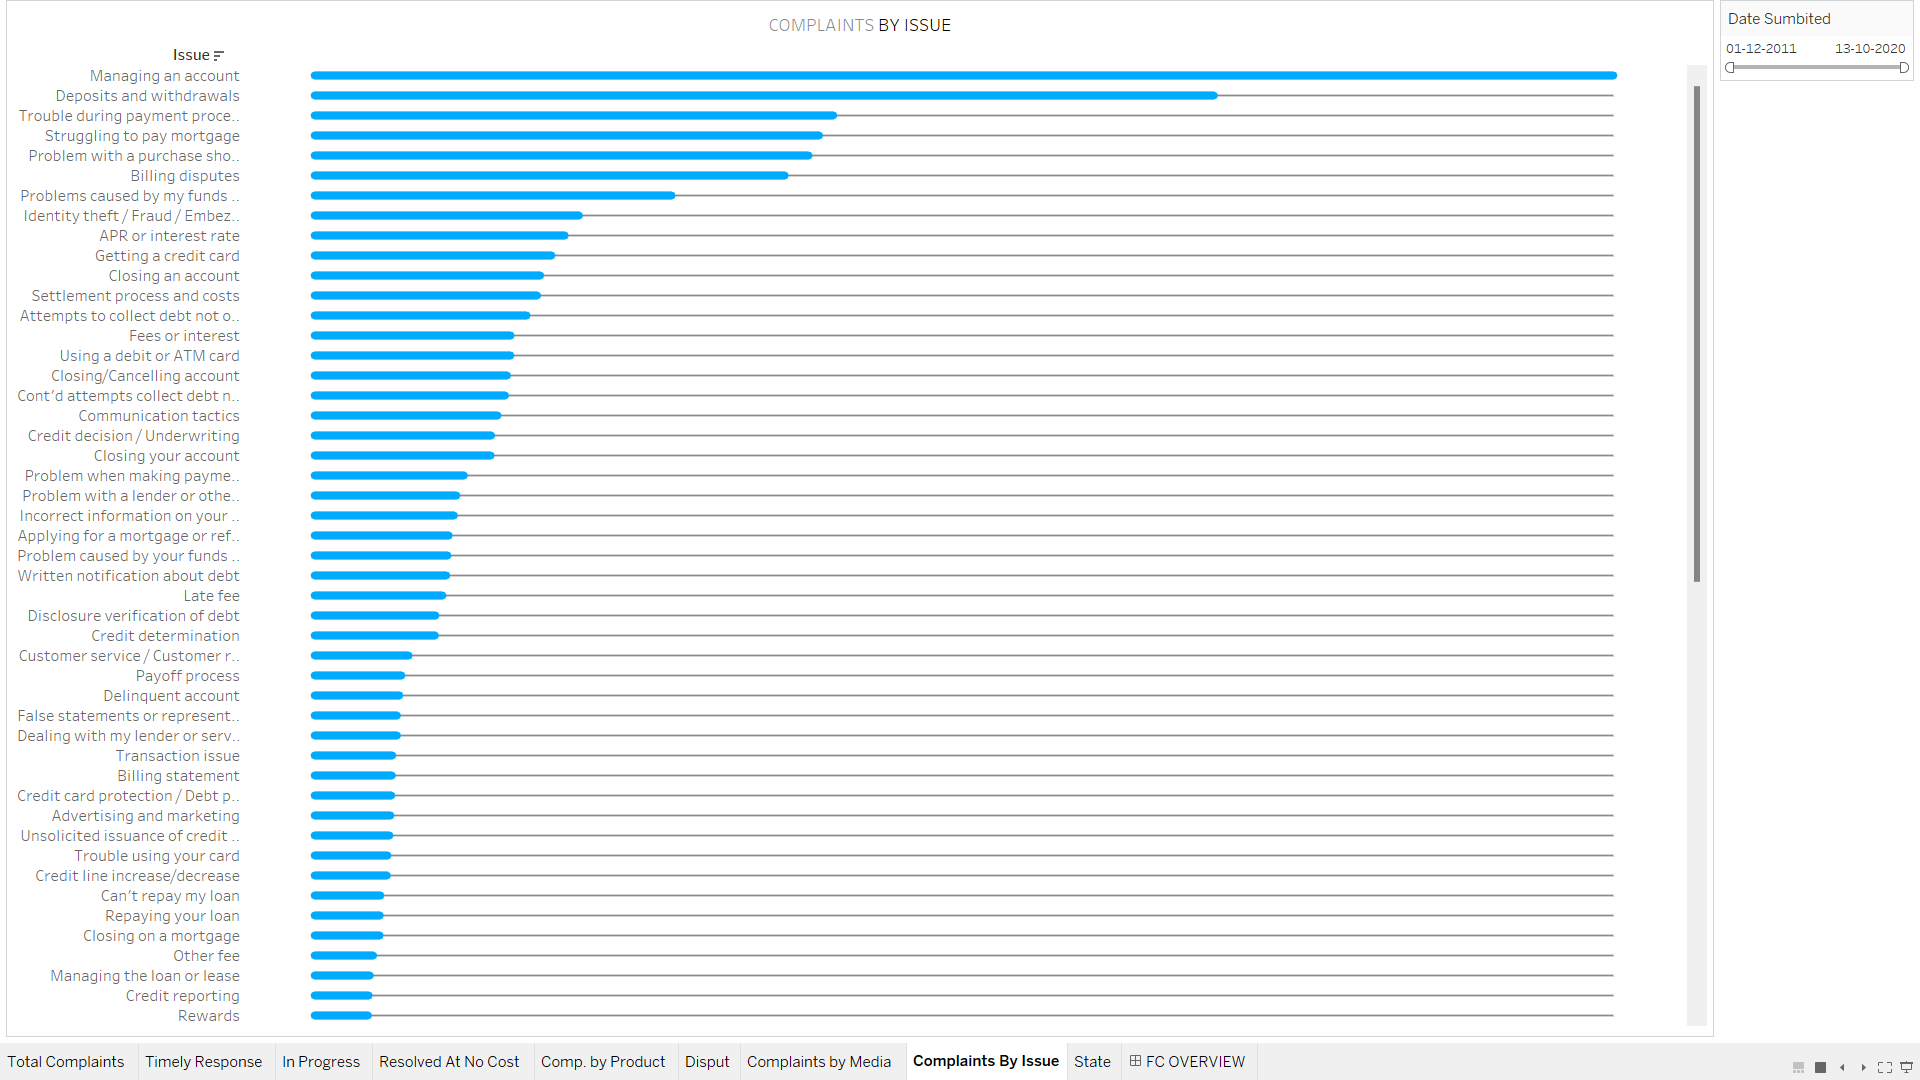 COMPLAINTS BY ISSUE
Date Sumbited
01-12-2011 13-10-2020
Issue
Managing an account
Deposits and withdrawals
Trouble during payment proce..
Struggling to pay mortgage
Problem with a purchase sho..
Billing disputes
Problems caused by my funds ..
Identity theft / Fraud / Embez..
APR or interest rate
Getting a credit card
Closing an account
Settlement process and costs
Attempts to collect debt not o..
Fees or interest
Using a debit or ATM card
Closing/Cancelling account
Cont'd attempts collect debt n..
Communication tactics
Credit decision / Underwriting
Closing your account
Problem when making payme..
Problem with a lender or othe..
Incorrect information on your ..
Applying for a mortgage or ref..
Problem caused by your funds ..
Written notification about debt
Late fee
Disclosure verification of debt
Credit determination
Customer service / Customer r..
Payoff process
Delinquent account
False statements or represent..
Dealing with my lender or serv..
Transaction issue
Billing statement
Credit card protection / Debt p..
Advertising and marketing
Unsolicited issuance of credit ..
Trouble using your card
Credit line increase/decrease
Can't repay my loan
Repaying your loan
Closing on a mortgage
Other fee
Managing the loan or lease
Credit reporting
Rewards
Total Complaints Timely Response In Progress Resolved At No Cost Comp. by Product Disput Complaints by Media Complaints By Issue State FC OVERVIEW